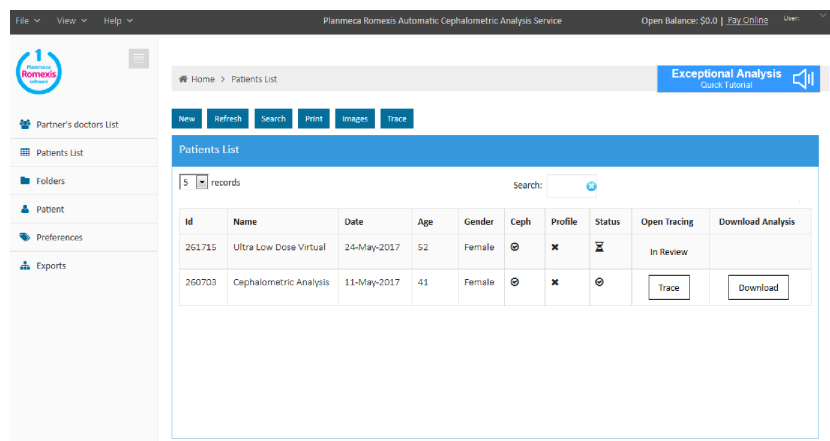 File View Help Planmeca Romexis Automatic Cephalometric Analysis Service Open Balance: $0.0 | Pay Online User:
1
Planmeca
Romexis
software
Home > Patients List
Exceptional Analysis
Quick Tutorial
New Refresh Search Print Images Trace
Partner's doctors List
Patients List
Folders
Patient
Preferences
Exports
Patients List
5 records Search:
Id Name Date Age Gender Ceph Profile Status Open Tracing Download Analysis
261715 Ultra Low Dose Virtual 24-May-2017 52 Female In Review
260703 Cephalometric Analysis 11-May-2017 41 Female Trace Download